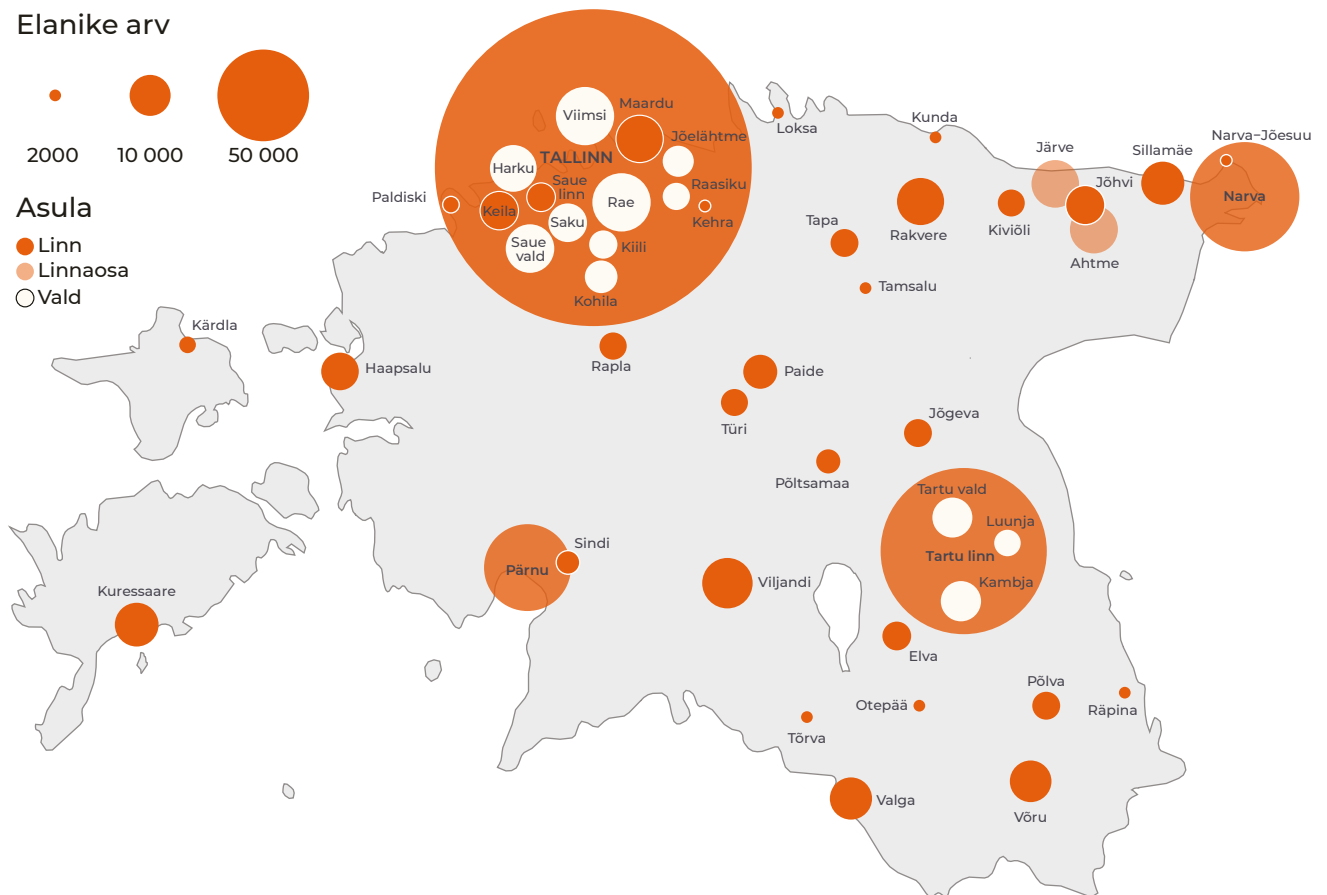 Elanike arv
2000
10 000
50 000
Asula
Linn
Linnaosa
Vald
Viimsi
Maardu
Jõelähtme
TALLINN
Harku
Saue
linn
Raasiku
Paldiski
Keila
Rae
Saku
Kehra
Saue
vald
Kiili
Kohila
Loksa
Kunda
Järve
Sillamäe
Narva-Jõesuu
Jõhvi
Narva
Tapa
Rakvere
Kiviõli
Ahtme
Tamsalu
Kärdla
Haapsalu
Rapla
Paide
Türi
Jõgeva
Põltsamaa
Tartu vald
Luunja
Tartu linn
Kambja
Sindi
Pärnu
Viljandi
Kuressaare
Elva
Põlva
Otepää
Räpina
Tõrva
Valga
Võru